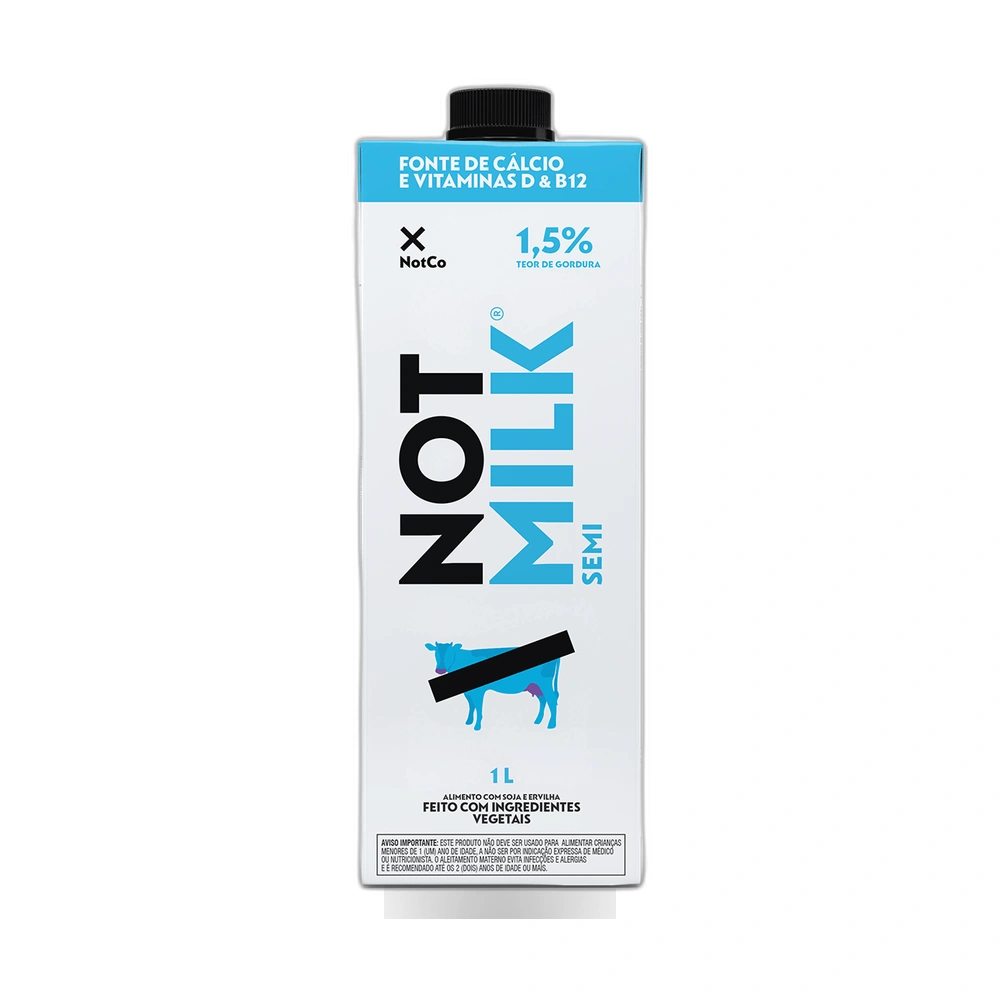 FONTE DE CÁLCIO
E VITAMINAS D & B12
NotCo
1,5%
TEOR DE GORDURA
NOT
MILK®
SEMI
1 L
ALIMENTO COM SOJA E ERVILHA
FEITO COM INGREDIENTES
VEGETAIS
AVISO IMPORTANTE: ESTE PRODUTO NÃO DEVE SER USADO PARA ALIMENTAR CRIANÇAS
MENORES DE 1 (UM) ANO DE IDADE, A NÃO SER POR INDICAÇÃO EXPRESSA DE MÉDICO
OU NUTRICIONISTA. O ALEITAMENTO MATERNO EVITA INFECÇÕES E ALERGIAS
E É RECOMENDADO ATÉ OS 2 (DOIS) ANOS DE IDADE OU MAIS.